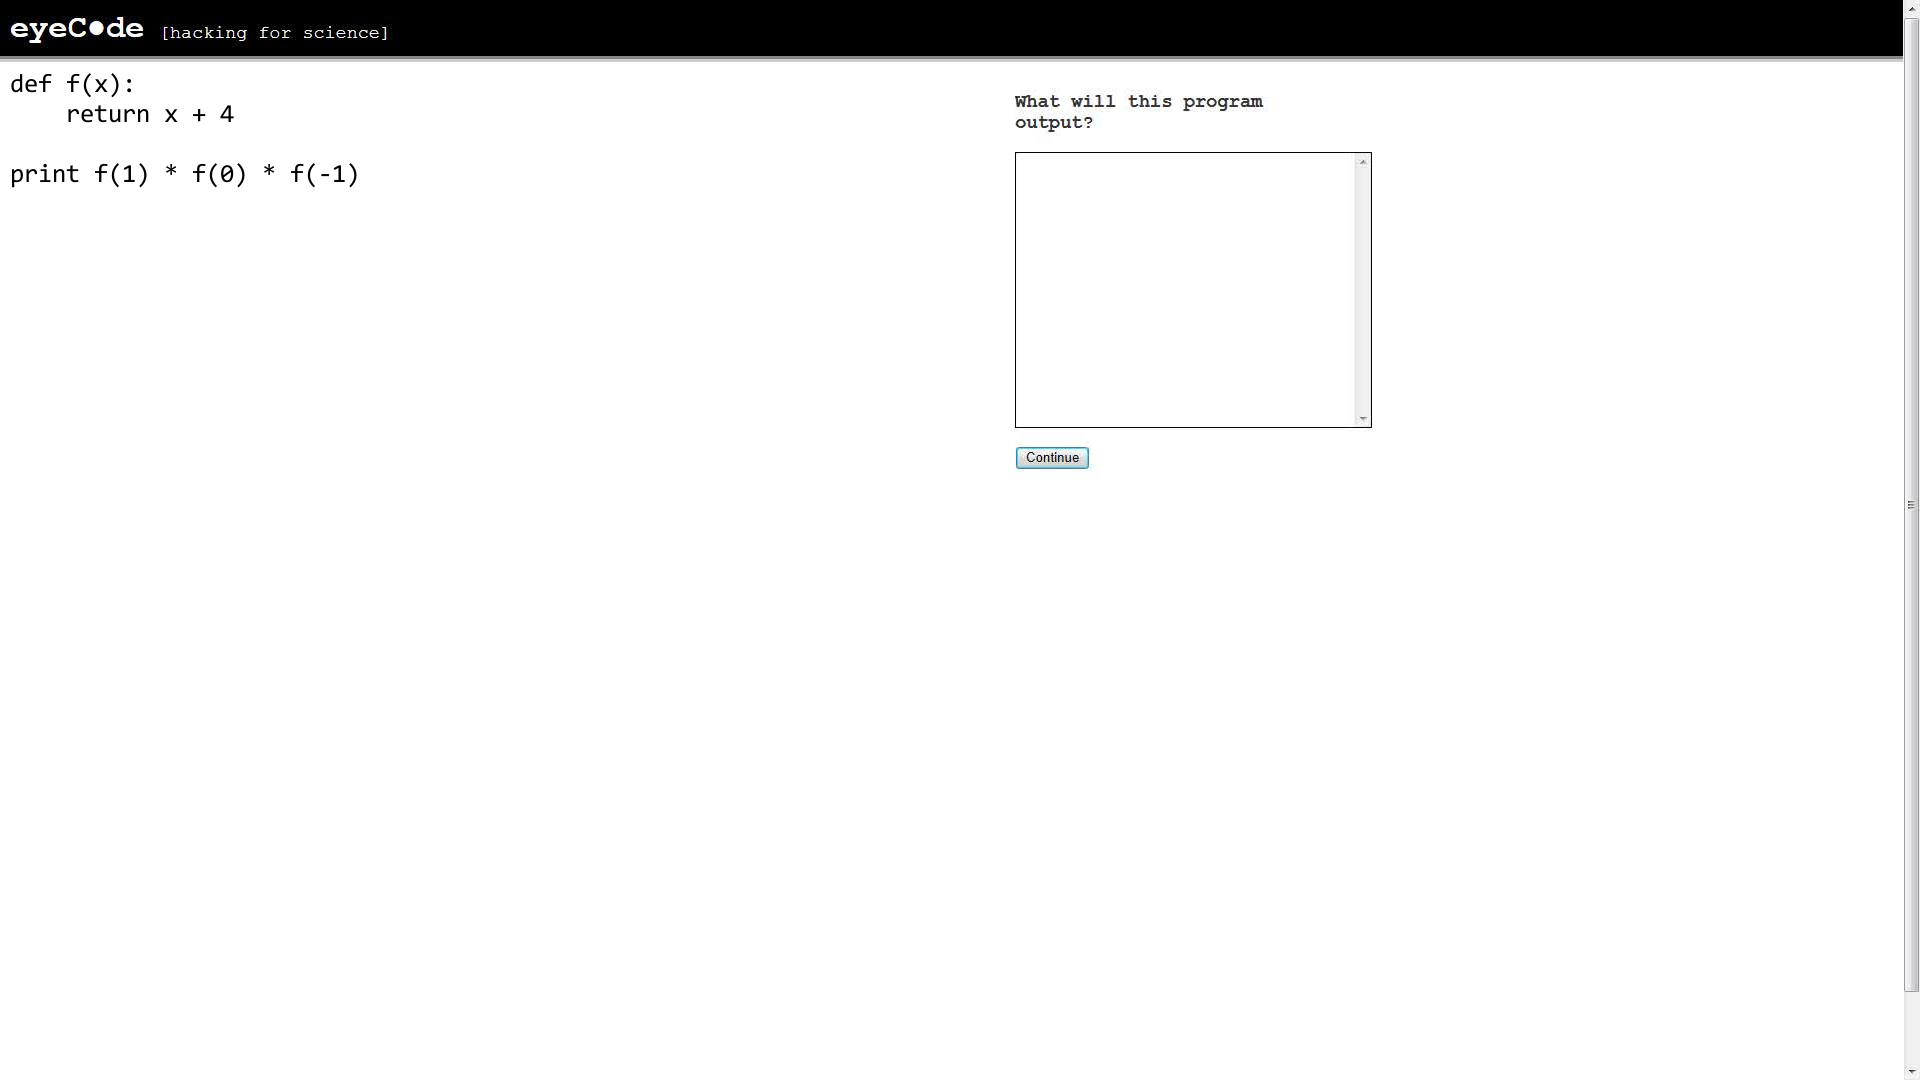 eyeC●de [hacking for science]
def f(x):
    return x + 4
print f(1) * f(0) * f(-1)
What will this program
output?
Continue